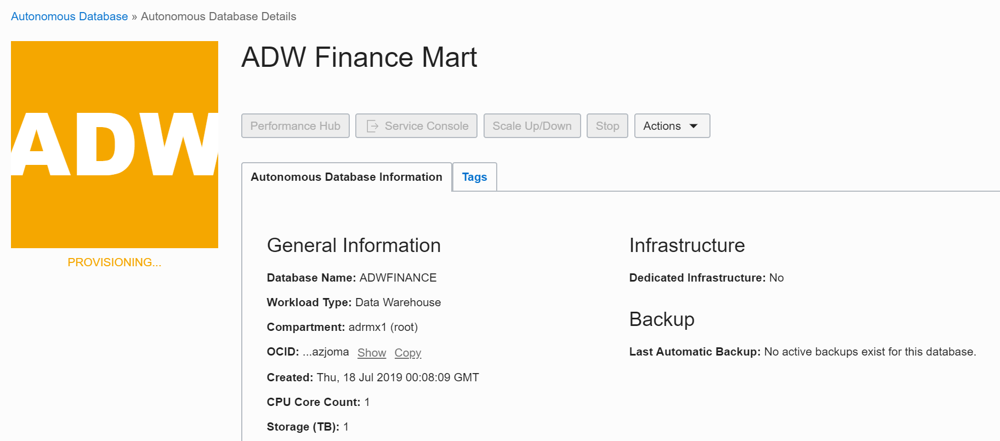 Autonomous Database » Autonomous Database Details
ADW
PROVISIONING...
ADW Finance Mart
Performance Hub Service Console Scale Up/Down Stop Actions
Autonomous Database Information Tags
General Information
Database Name: ADWFINANCE
Workload Type: Data Warehouse
Compartment: adrmx1 (root)
OCID: ...azjoma Show Copy
Created: Thu, 18 Jul 2019 00:08:09 GMT
CPU Core Count: 1
Storage (TB): 1
Infrastructure
Dedicated Infrastructure: No
Backup
Last Automatic Backup: No active backups exist for this database.